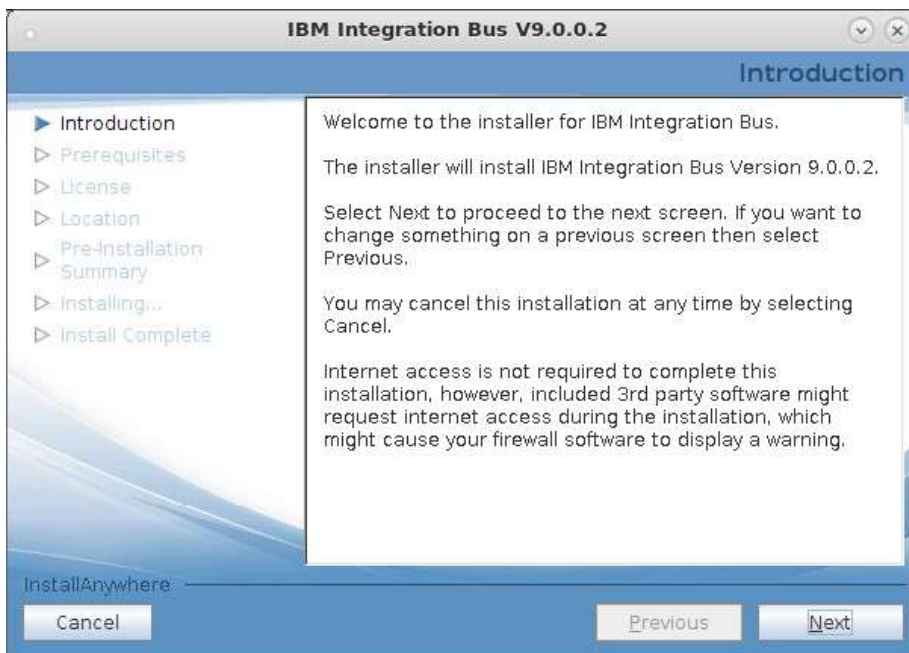 IBM Integration Bus V9.0.0.2
Introduction
Introduction
Prerequisites
License
Location
Pre-Installation
Summary
Installing...
Install Complete
Welcome to the installer for IBM Integration Bus.
The installer will install IBM Integration Bus Version 9.0.0.2.
Select Next to proceed to the next screen. If you want to
change something on a previous screen then select
Previous.
You may cancel this installation at any time by selecting
Cancel.
Internet access is not required to complete this
installation, however, included 3rd party software might
request internet access during the installation, which
might cause your firewall software to display a warning.
InstallAnywhere
Cancel
Previous
Next